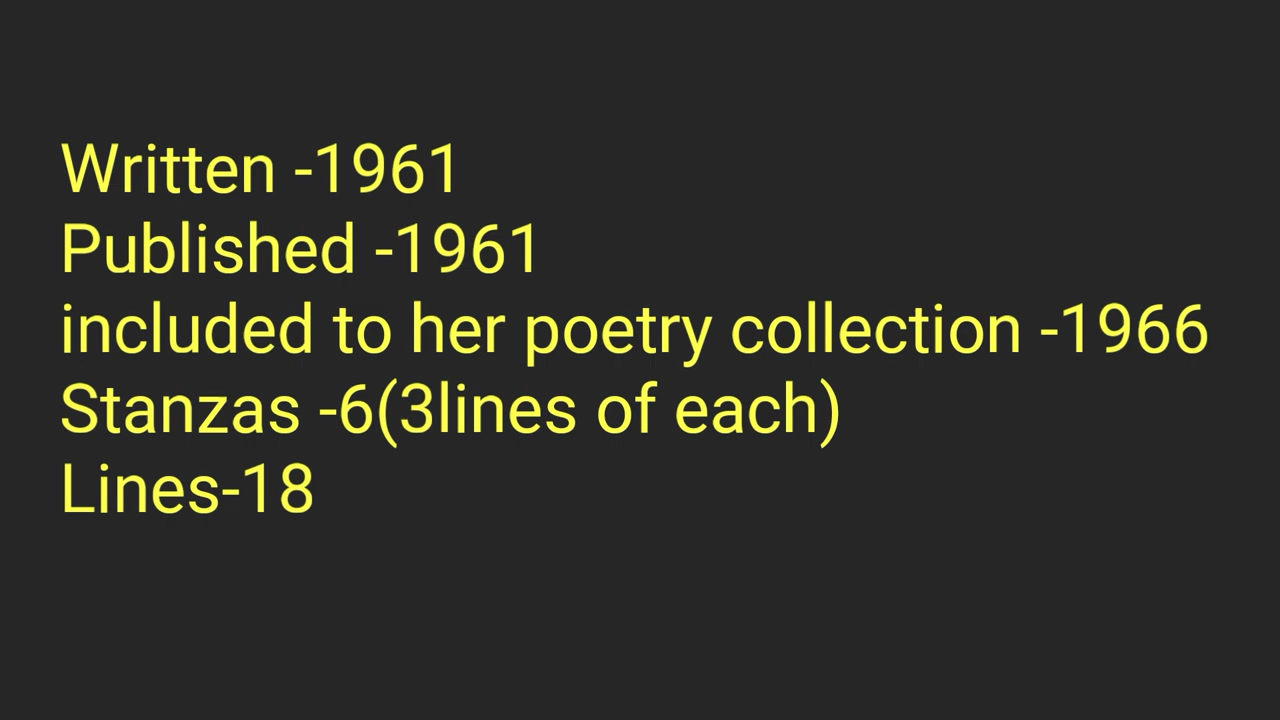 Written -1961
Published -1961
included to her poetry collection -1966
Stanzas -6(3lines of each)
Lines-18